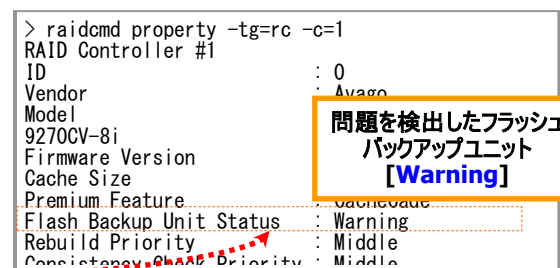 > raidcmd property -tg=rc -c=1
RAID Controller #1
ID : 0
Vendor : Avago
Model
9270CV-8i
Firmware Version
Cache Size
Premium Feature : CacheCade
Flash Backup Unit Status : Warning
Rebuild Priority : Middle
Consistency Check Priority : Middle
問題を検出したフラッシュ
バックアップユニット
[Warning]